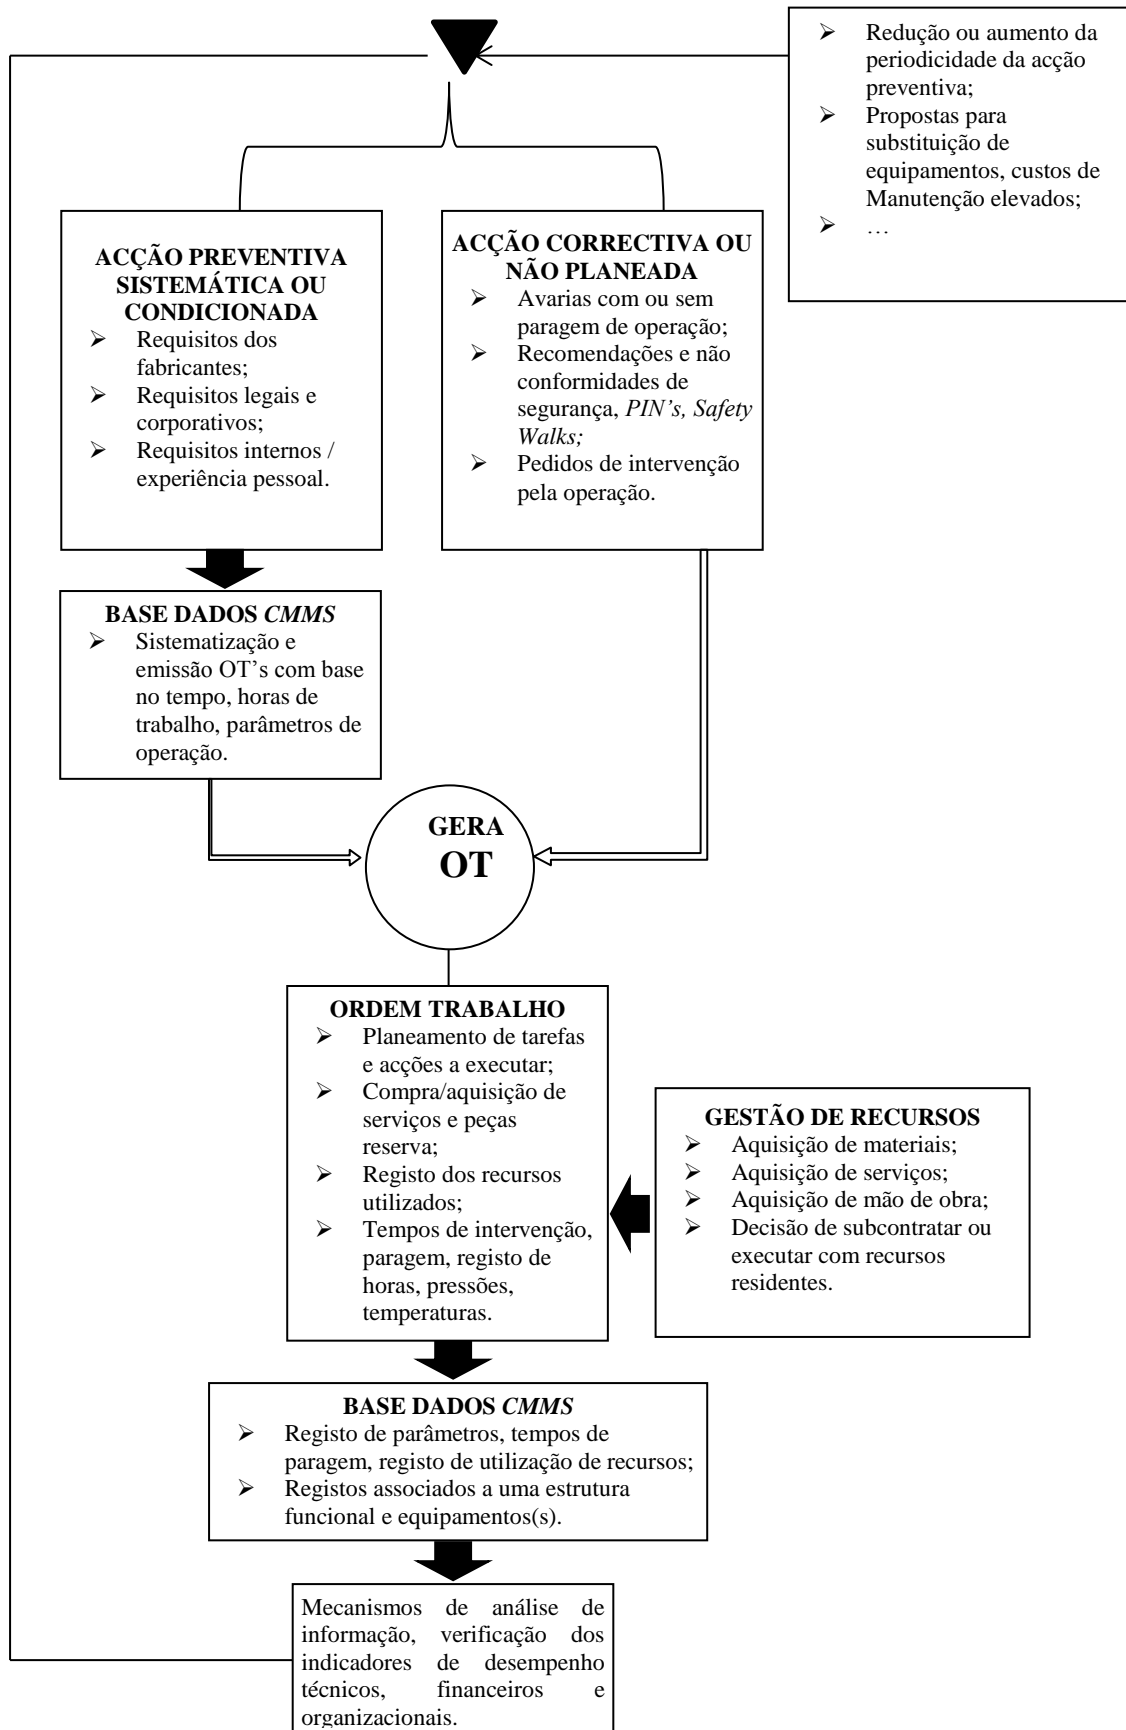 ➢ Redução ou aumento da
periodicidade da acção
preventiva;
➢ Propostas para
substituição de
equipamentos, custos de
Manutenção elevados;
➢ …
ACÇÃO PREVENTIVA
SISTEMÁTICA OU
CONDICIONADA
➢ Requisitos dos
fabricantes;
➢ Requisitos legais e
corporativos;
➢ Requisitos internos /
experiência pessoal.
ACÇÃO CORRECTIVA OU
NÃO PLANEADA
➢ Avarias com ou sem
paragem de operação;
➢ Recomendações e não
conformidades de
segurança, PIN’s, Safety
Walks;
➢ Pedidos de intervenção
pela operação.
BASE DADOS CMMS
➢ Sistematização e
emissão OT’s com base
no tempo, horas de
trabalho, parâmetros de
operação.
GERA
OT
ORDEM TRABALHO
➢ Planeamento de tarefas
e acções a executar;
➢ Compra/aquisição de
serviços e peças
reserva;
➢ Registo dos recursos
utilizados;
➢ Tempos de intervenção,
paragem, registo de
horas, pressões,
temperaturas.
GESTÃO DE RECURSOS
➢ Aquisição de materiais;
➢ Aquisição de serviços;
➢ Aquisição de mão de obra;
➢ Decisão de subcontratar ou
executar com recursos
residentes.
BASE DADOS CMMS
➢ Registo de parâmetros, tempos de
paragem, registo de utilização de recursos;
➢ Registos associados a uma estrutura
funcional e equipamentos(s).
Mecanismos de análise de
informação, verificação dos
indicadores de desempenho
técnicos, financeiros e
organizacionais.